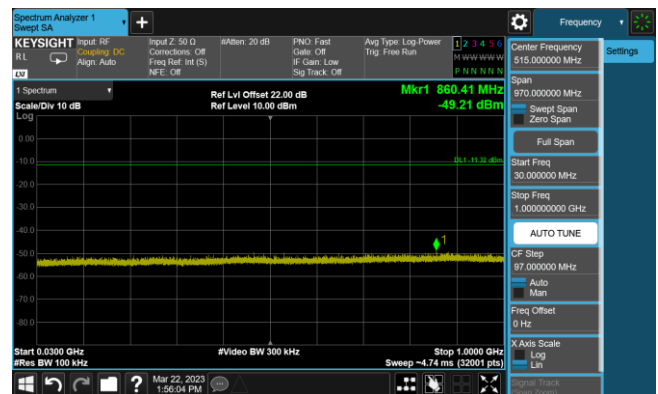 Spectrum Analyzer 1
Swept SA
+
Frequency
KEYSIGHT
R L
LV
Input: RF
Coupling: DC
Align: Auto
Input Z: 50 Ω
Corrections: Off
Freq Ref: Int (S)
NFE: Off
#Atten: 20 dB
PNO: Fast
Gate: Off
IF Gain: Low
Sig Track: Off
Avg Type: Log-Power
Trig: Free Run
1 2 3 4 5 6
M W W W W W
P N N N N N
Center Frequency
515.000000 MHz
Settings
Span
970.000000 MHz
Swept Span
Zero Span
Full Span
Start Freq
30.000000 MHz
Stop Freq
1.000000000 GHz
AUTO TUNE
CF Step
97.000000 MHz
Auto
Man
Freq Offset
0 Hz
X Axis Scale
Log
Lin
Signal Track
(Span Zoom)
1 Spectrum
Scale/Div 10 dB
Log
Ref Lvl Offset 22.00 dB
Ref Level 10.00 dBm
Mkr1 860.41 MHz
-49.21 dBm
0.00
-10.0
DL1 -11.32 dBm
-20.0
-30.0
-40.0
1
-50.0
-60.0
-70.0
-80.0
Start 0.0300 GHz
#Res BW 100 kHz
#Video BW 300 kHz
Stop 1.0000 GHz
Sweep ~4.74 ms (32001 pts)
?
Mar 22, 2023
1:56:04 PM